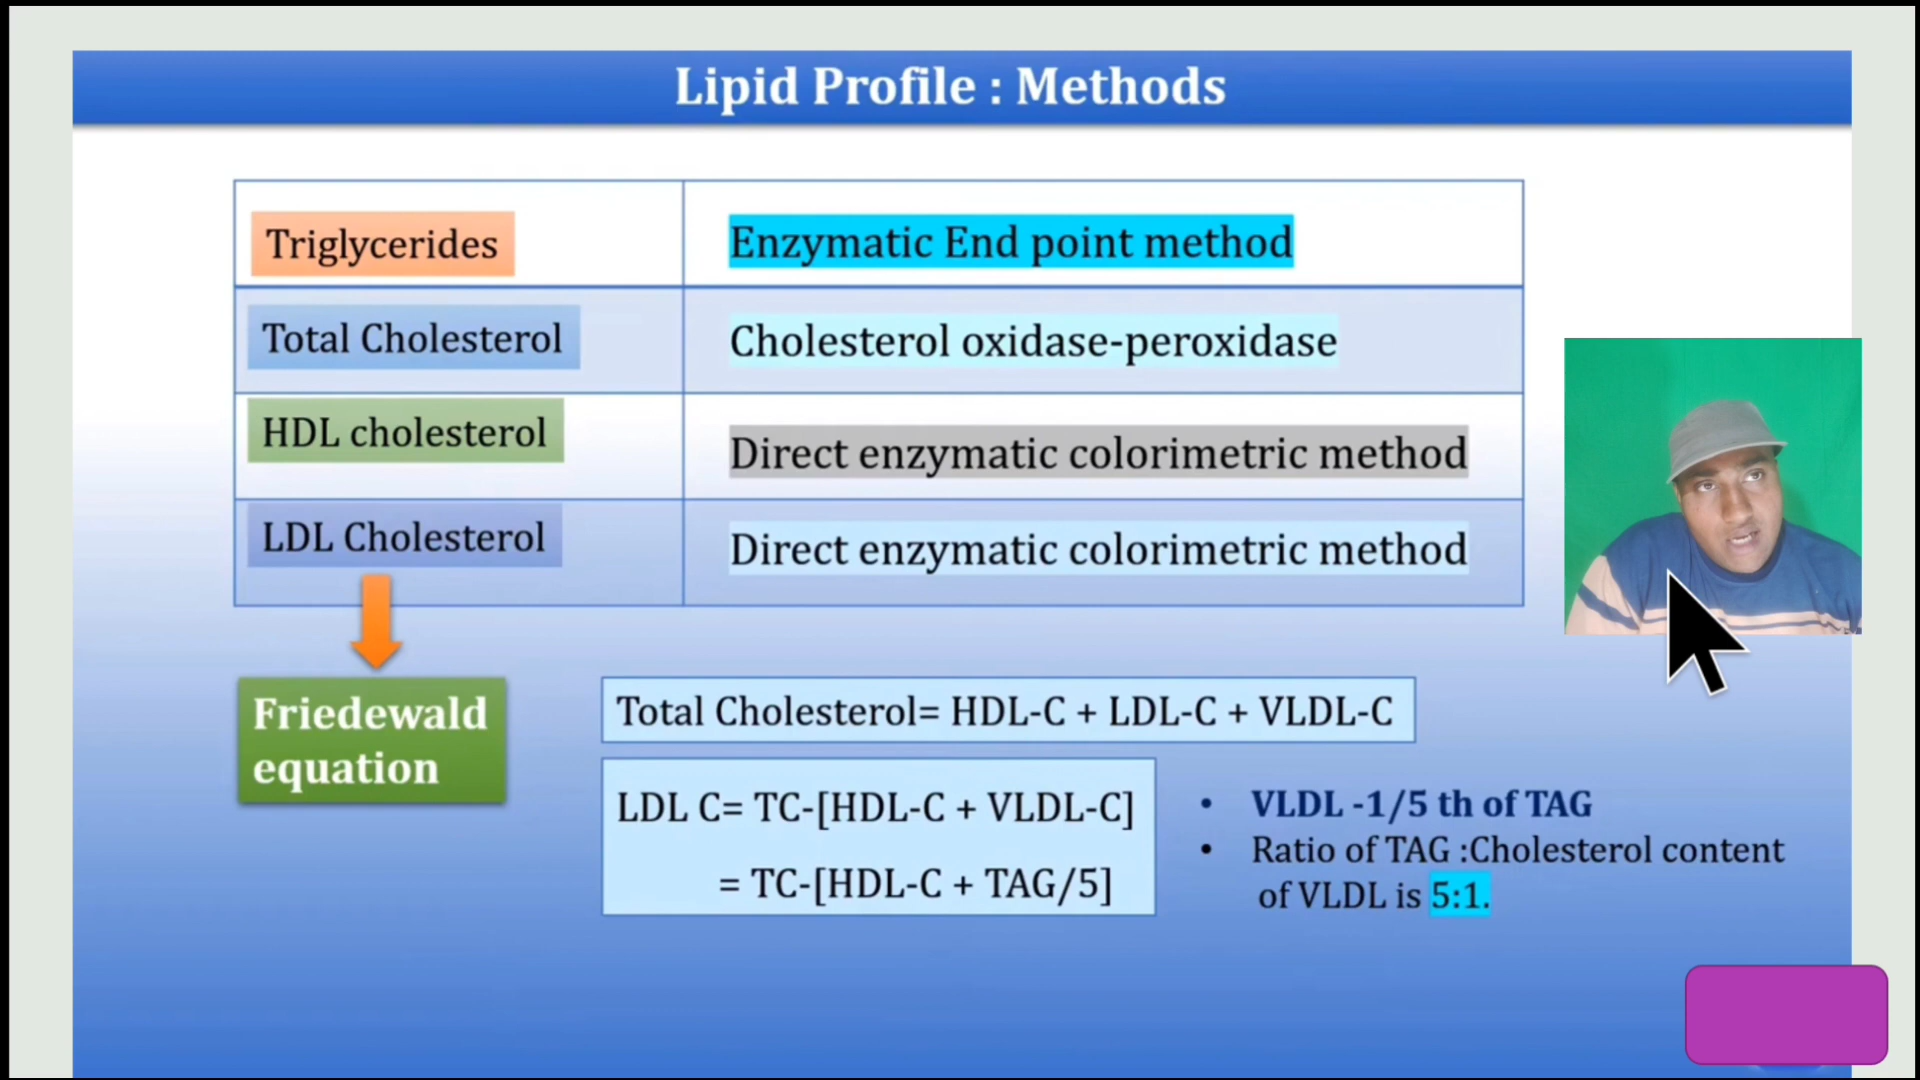 Lipid Profile : Methods
Triglycerides
Enzymatic End point method
Total Cholesterol
Cholesterol oxidase-peroxidase
HDL cholesterol
Direct enzymatic colorimetric method
LDL Cholesterol
Direct enzymatic colorimetric method
Friedewald
equation
Total Cholesterol= HDL-C + LDL-C + VLDL-C
LDL C= TC-[HDL-C + VLDL-C]
= TC-[HDL-C + TAG/5]
• VLDL -1/5 th of TAG
• Ratio of TAG :Cholesterol content
of VLDL is 5:1.